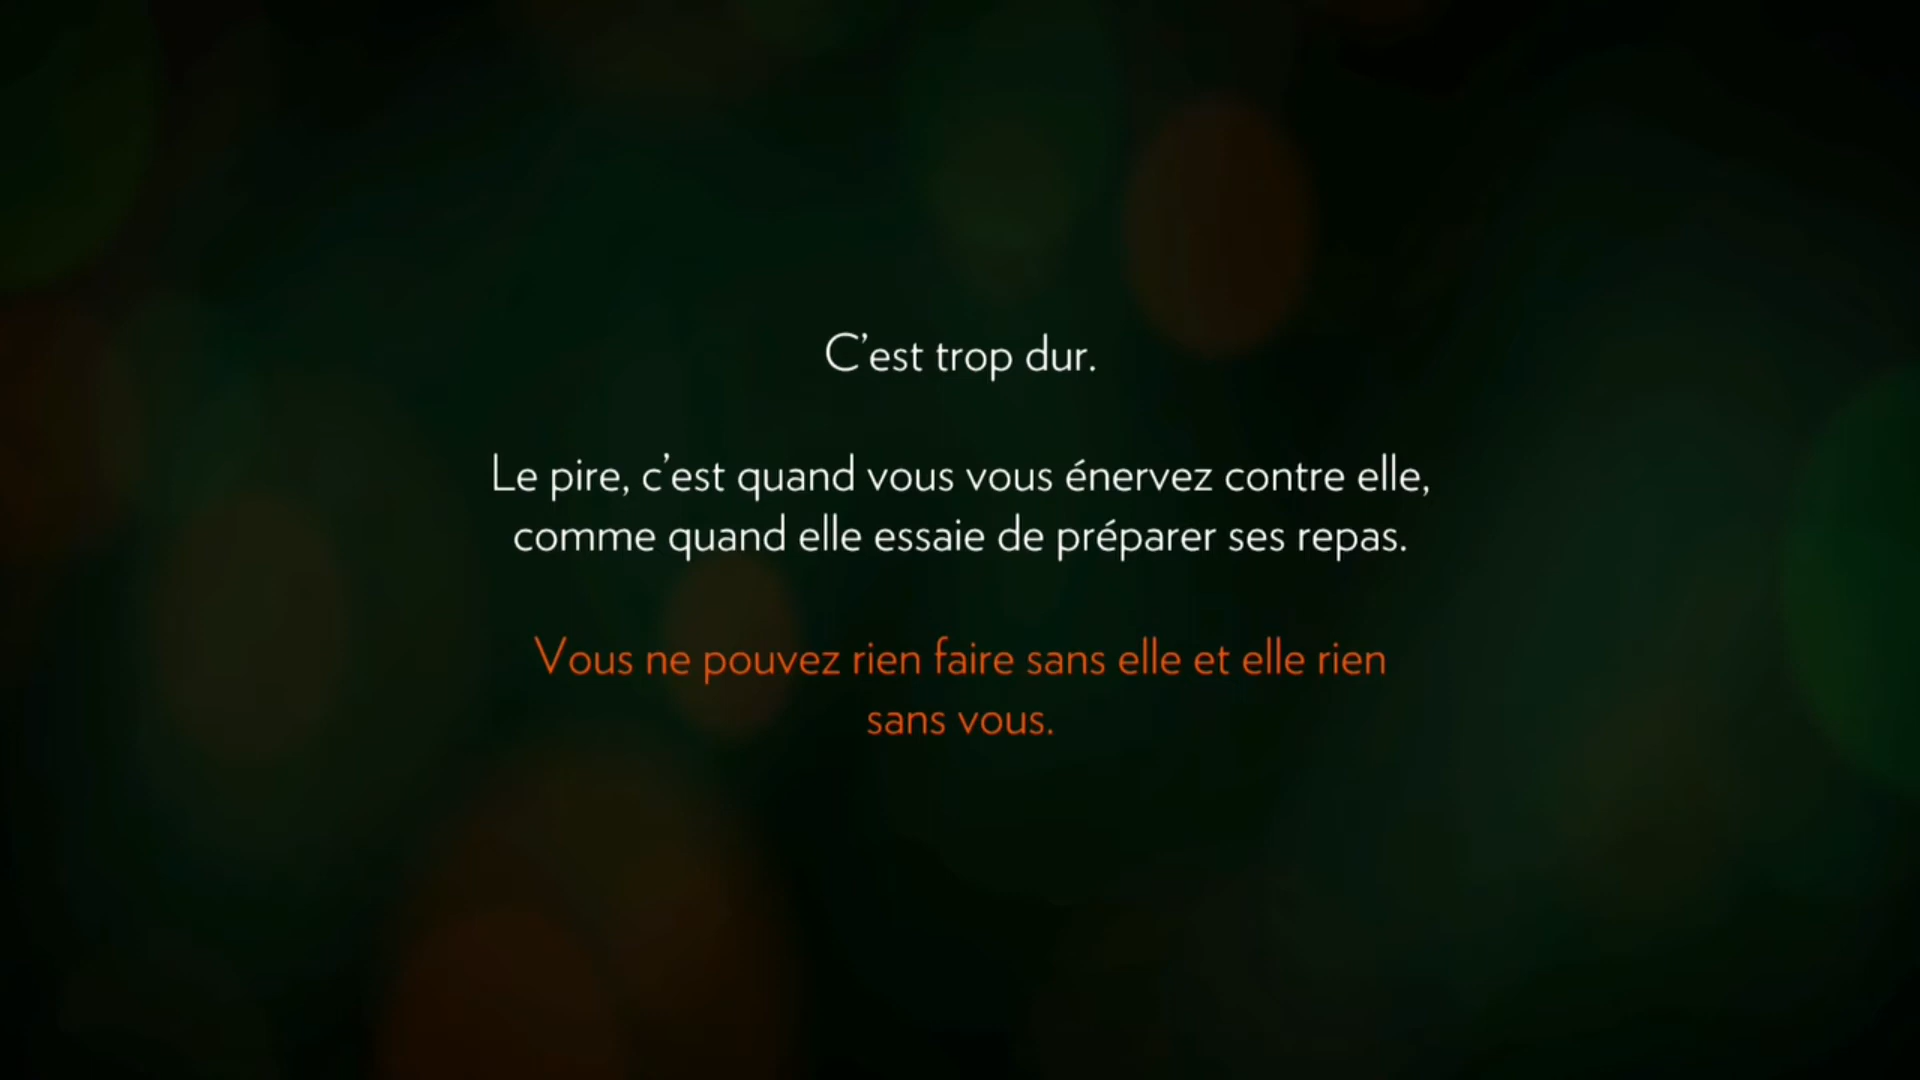 C’est trop dur.
Le pire, c’est quand vous vous énervez contre elle,
comme quand elle essaie de préparer ses repas.
Vous ne pouvez rien faire sans elle et elle rien
sans vous.